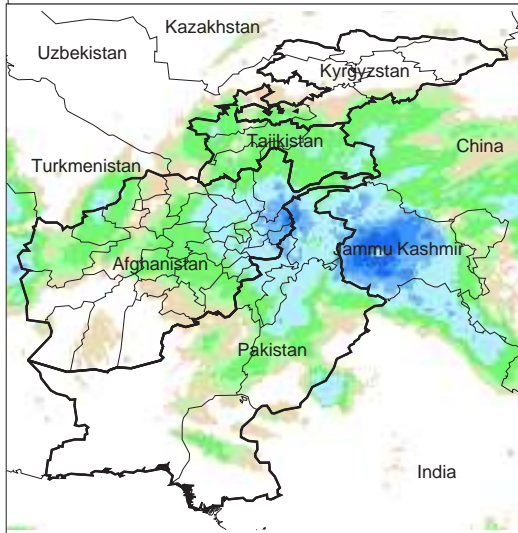 Kazakhstan
Uzbekistan
Kyrgyzstan
Tajikistan
China
Turkmenistan
Jammu Kashmir
Afghanistan
Pakistan
India